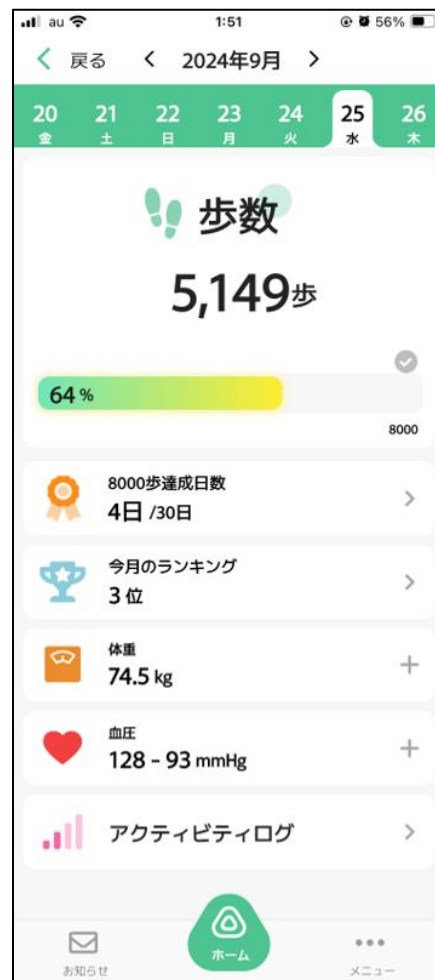 au 1:51 56%
戻る 2024年9月
20 21 22 23 24 25 26
金 土 日 月 火 水 木
歩数
5,149歩
64 %
8000
8000歩達成日数
4日 /30日
今月のランキング
3 位
体重
74.5 kg
血圧
128 - 93 mmHg
アクティビティログ
お知らせ ホーム メニュー